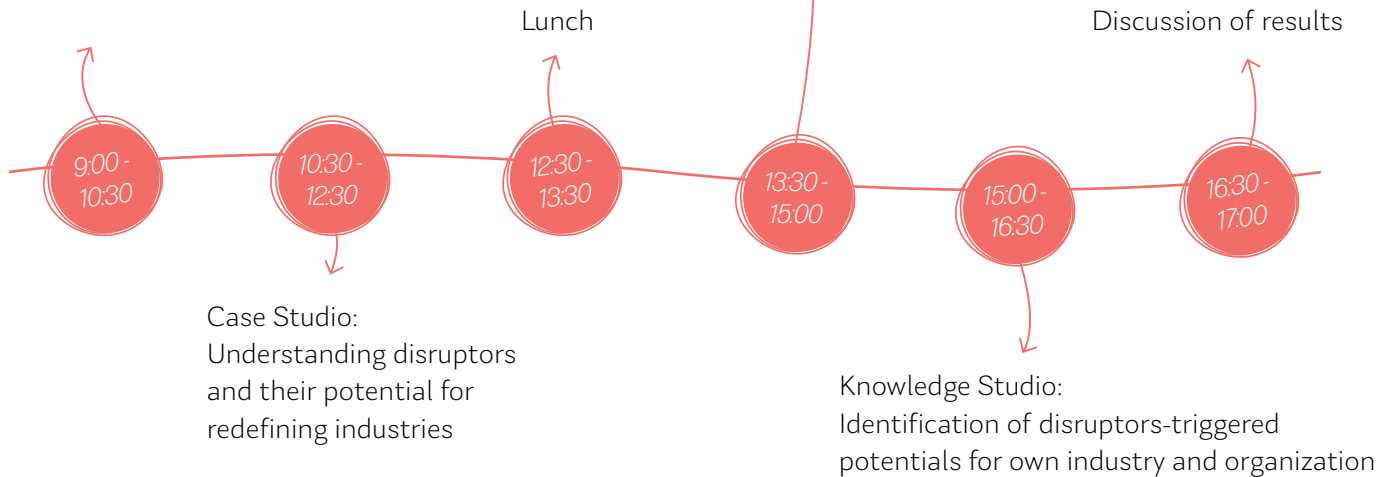 Lunch
Discussion of results
9:00 -
10:30
10:30 -
12:30
12:30 -
13:30
13:30 -
15:00
15:00 -
16:30
16:30 -
17:00
Case Studio:
Understanding disruptors
and their potential for
redefining industries
Knowledge Studio:
Identification of disruptors-triggered
potentials for own industry and organization